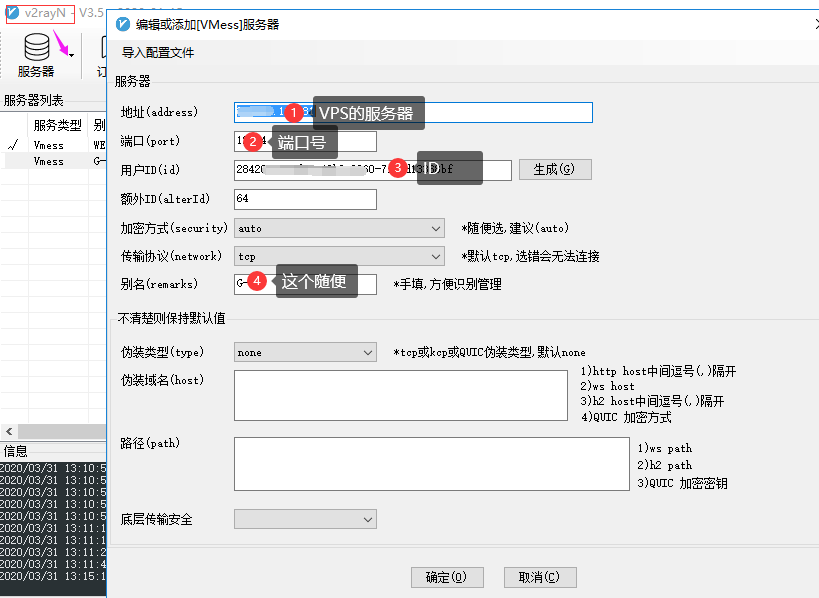 v2rayN - V3.5
编辑或添加[VMess]服务器
导入配置文件
服务器
服务器列表
服务类型 别
Vmess WE
Vmess G-
服务器
地址(address)
1 VPS的服务器
端口(port)
2 端口号
用户ID(id) 28420
3 ID
生成(G)
额外ID(alterId) 64
加密方式(security) auto *随便选,建议(auto)
传输协议(network) tcp *默认tcp,选错会无法连接
别名(remarks) G-
4 这个随便
*手填,方便识别管理
不清楚则保持默认值
伪装类型(type) none *tcp或kcp或QUIC伪装类型,默认none
伪装域名(host)
1)http host中间逗号(,)隔开
2)ws host
3)h2 host中间逗号(,)隔开
4)QUIC 加密方式
路径(path)
1)ws path
2)h2 path
3)QUIC 加密密钥
底层传输安全
确定(O) 取消(C)
信息
2020/03/31 13:10:5
2020/03/31 13:10:5
2020/03/31 13:10:5
2020/03/31 13:10:5
2020/03/31 13:10:5
2020/03/31 13:11:1
2020/03/31 13:11:1
2020/03/31 13:11:2
2020/03/31 13:11:4
2020/03/31 13:15:1